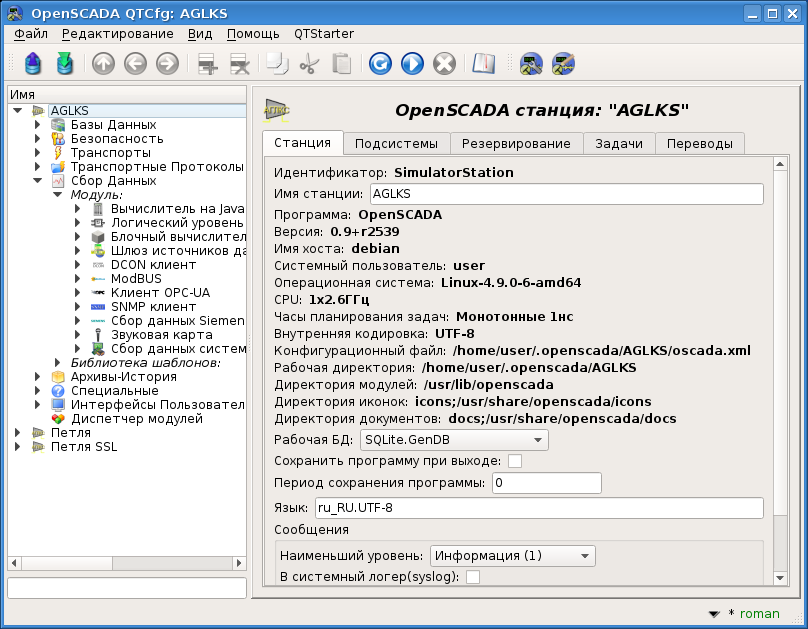 OpenSCADA QTCfg: AGLKS
Файл Редактирование Вид Помощь QTStarter
Имя
AGLKS
Базы Данных
Безопасность
Транспорты
Транспортные Протоколы
Сбор Данных
Модуль:
Вычислитель на Java
Логический уровень
Блочный вычислител
Шлюз источников да
DCON клиент
ModBUS
Клиент OPC-UA
SNMP клиент
Сбор данных Siemen
Звуковая карта
Сбор данных систем
Библиотека шаблонов:
Архивы-История
Специальные
Интерфейсы Пользовател
Диспетчер модулей
Петля
Петля SSL
OpenSCADA станция: "AGLKS"
Станция Подсистемы Резервирование Задачи Переводы
Идентификатор: SimulatorStation
Имя станции: AGLKS
Программа: OpenSCADA
Версия: 0.9+r2539
Имя хоста: debian
Системный пользователь: user
Операционная система: Linux-4.9.0-6-amd64
CPU: 1x2.6ГГц
Часы планирования задач: Монотонные 1нс
Внутренняя кодировка: UTF-8
Конфигурационный файл: /home/user/.openscada/AGLKS/oscada.xml
Рабочая директория: /home/user/.openscada/AGLKS
Директория модулей: /usr/lib/openscada
Директория иконок: icons;/usr/share/openscada/icons
Директория документов: docs;/usr/share/openscada/docs
Рабочая БД: SQLite.GenDB
Сохранить программу при выходе:
Период сохранения программы: 0
Язык: ru_RU.UTF-8
Сообщения
Наименьший уровень: Информация (1)
В системный логер(syslog):
* roman